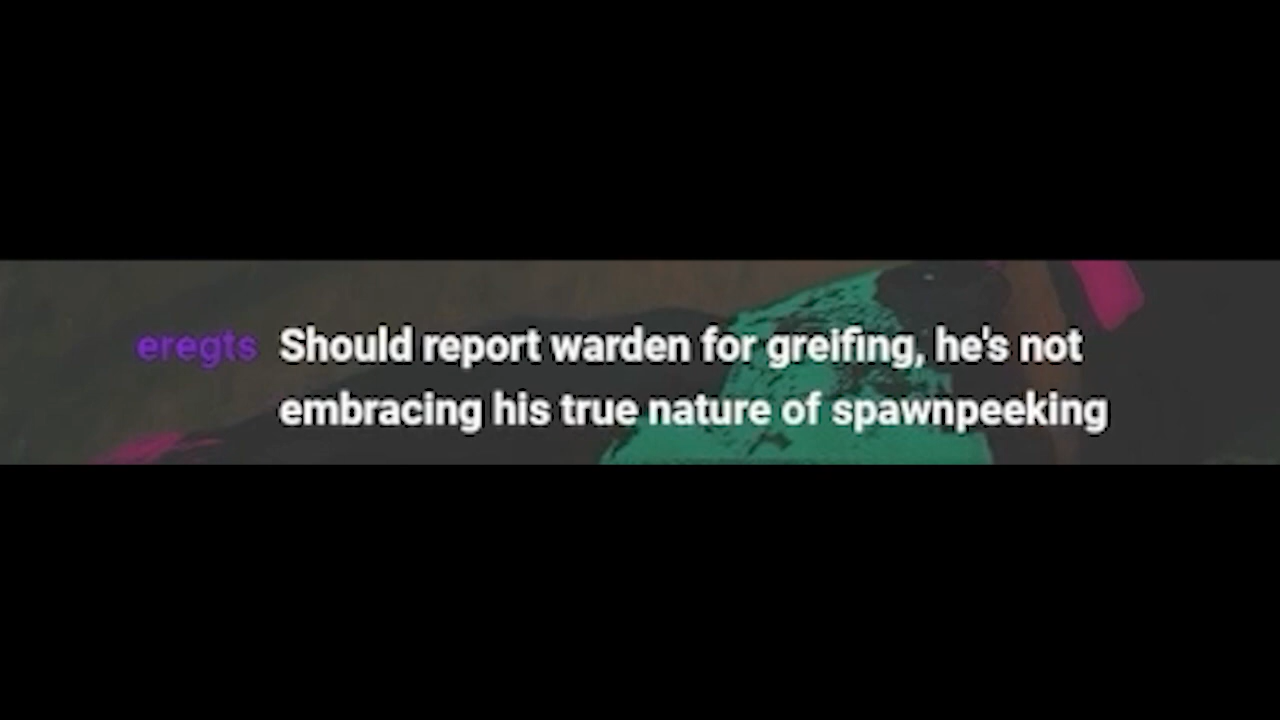 eregts Should report warden for greifing, he's not
embracing his true nature of spawnpeeking